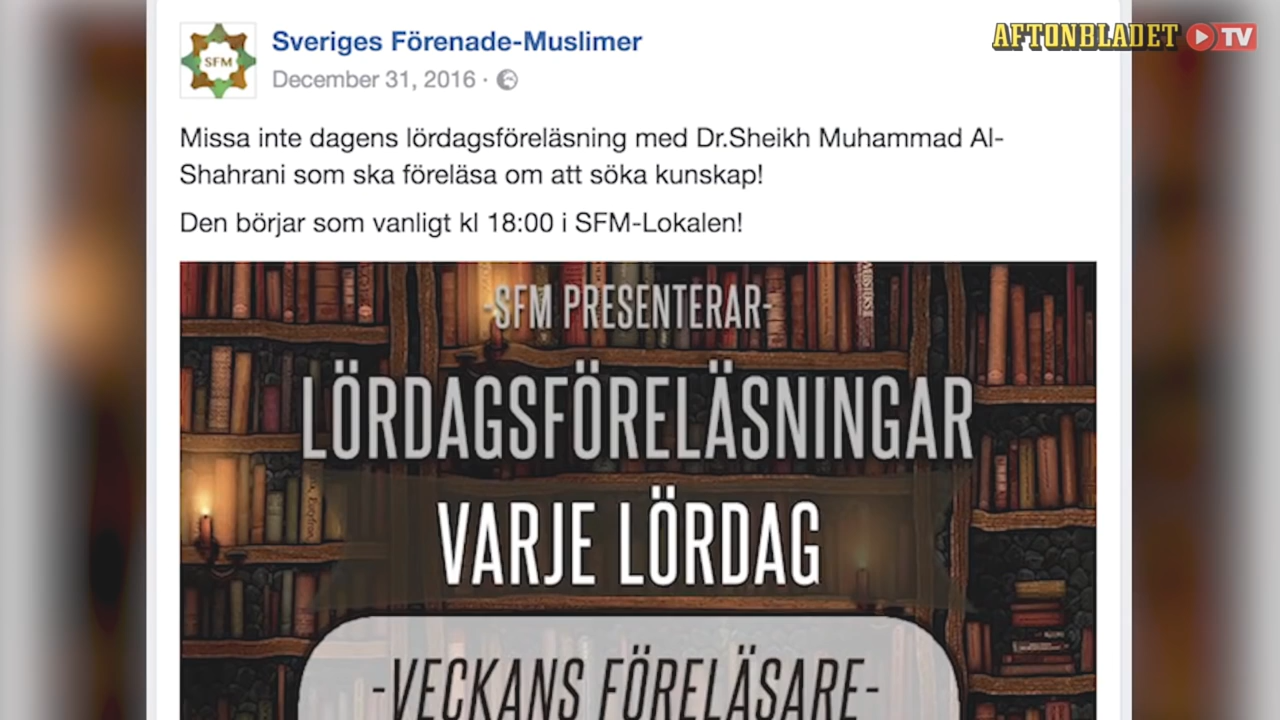 AFTONBLADET TV
SFM
Sveriges Förenade-Muslimer
December 31, 2016 ·
Missa inte dagens lördagsföreläsning med Dr.Sheikh Muhammad Al-
Shahrani som ska föreläsa om att söka kunskap!
Den börjar som vanligt kl 18:00 i SFM-Lokalen!
-SFM PRESENTERAR-
LÖRDAGSFÖRELÄSNINGAR
VARJE LÖRDAG
-VECKANS FÖRELÄSARE-